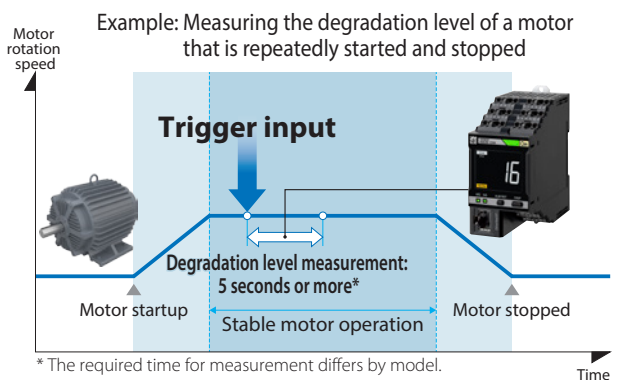 Example: Measuring the degradation level of a motor
that is repeatedly started and stopped
Motor
rotation
speed
Trigger input
16
Degradation level measurement:
5 seconds or more*
Motor startup
Stable motor operation
Motor stopped
* The required time for measurement differs by model.
Time